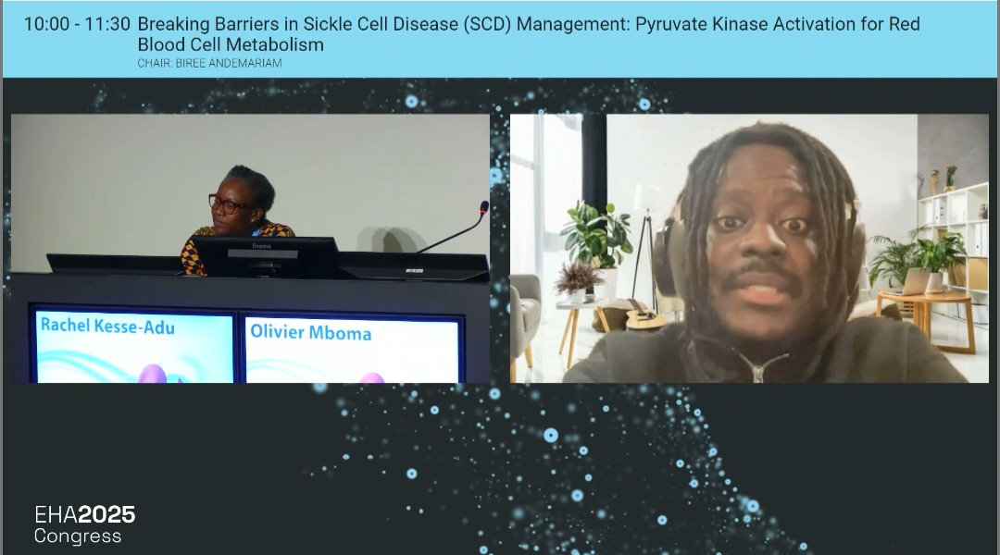 10:00 - 11:30 Breaking Barriers in Sickle Cell Disease (SCD) Management: Pyruvate Kinase Activation for Red
Blood Cell Metabolism
CHAIR: BIREE ANDEMARIAM
iiyama
Rachel Kesse-Adu
Olivier Mboma
EHA2025
Congress